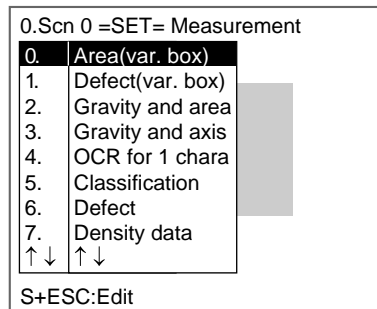 0.Scn 0 =SET= Measurement
0. Area(var. box)
1. Defect(var. box)
2. Gravity and area
3. Gravity and axis
4. OCR for 1 chara
5. Classification
6. Defect
7. Density data
↑↓ ↑↓
S+ESC:Edit